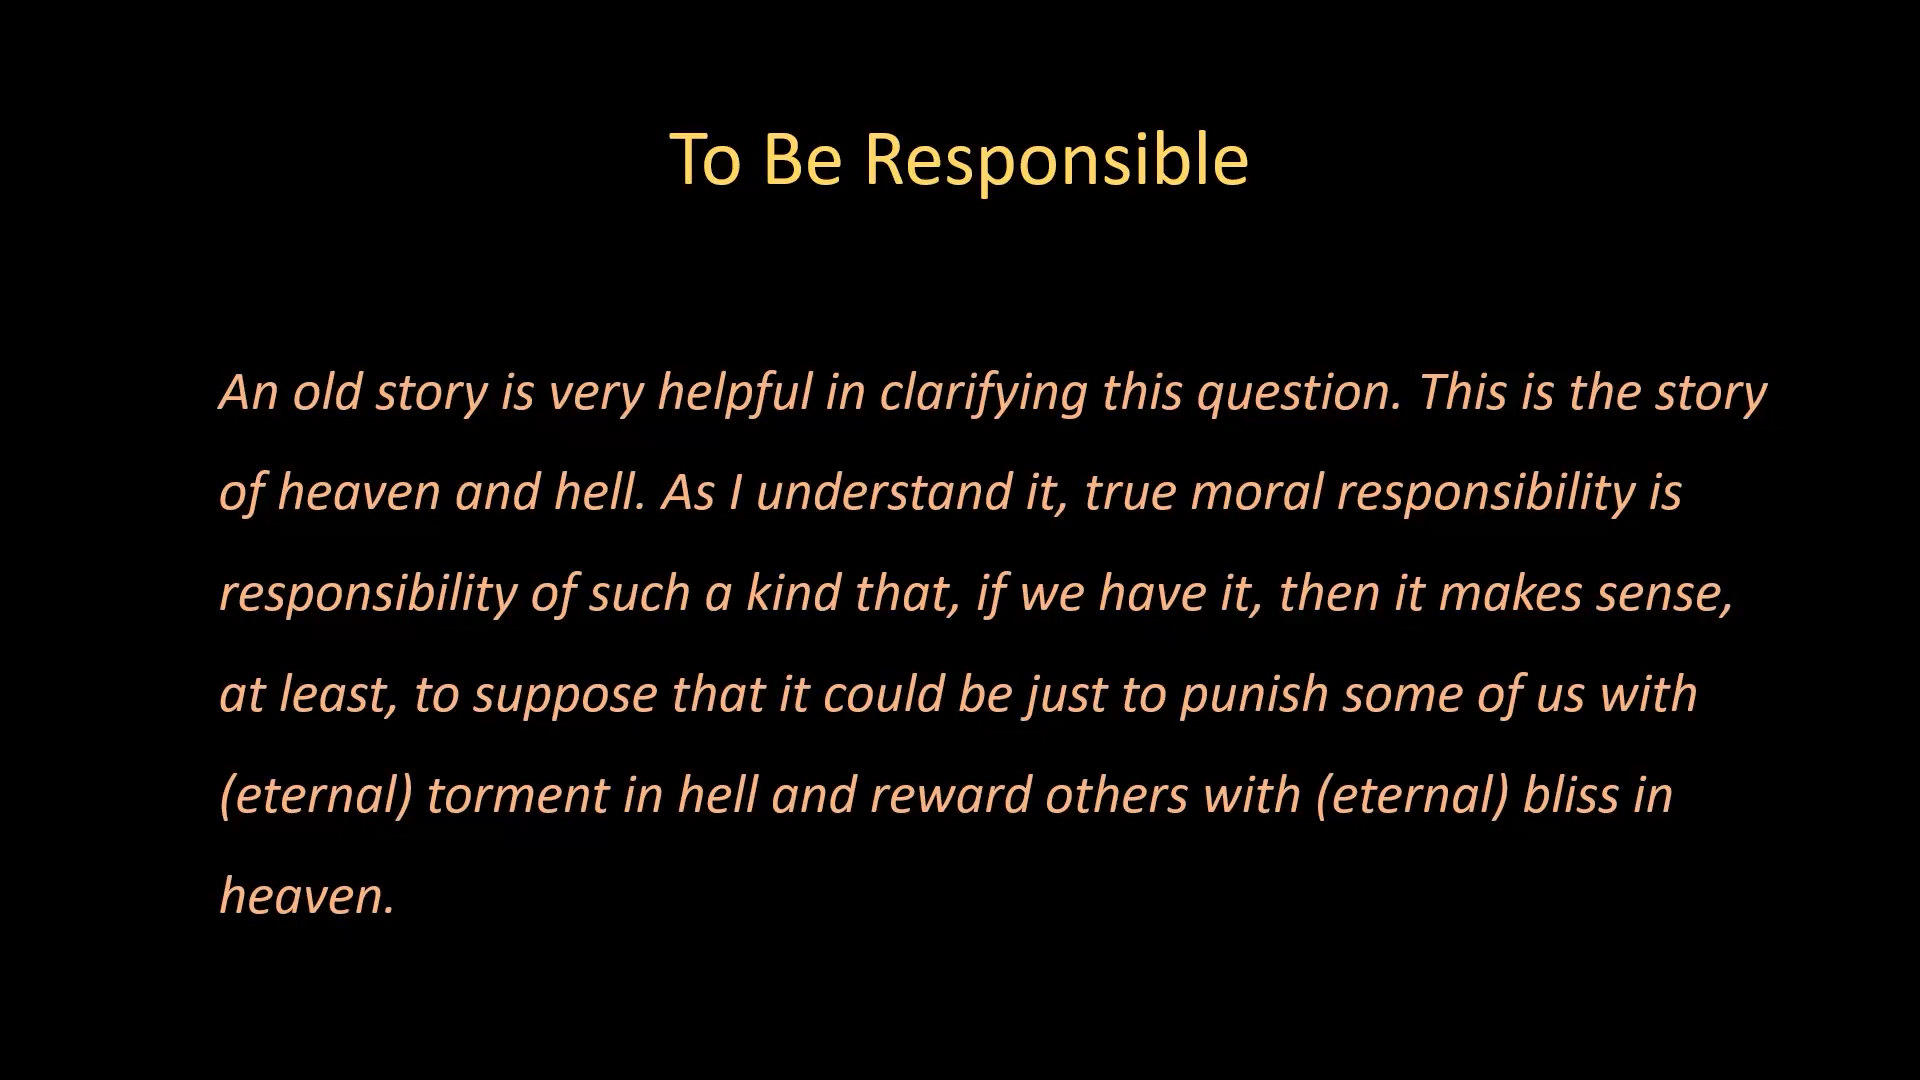 To Be Responsible
An old story is very helpful in clarifying this question. This is the story
of heaven and hell. As I understand it, true moral responsibility is
responsibility of such a kind that, if we have it, then it makes sense,
at least, to suppose that it could be just to punish some of us with
(eternal) torment in hell and reward others with (eternal) bliss in
heaven.